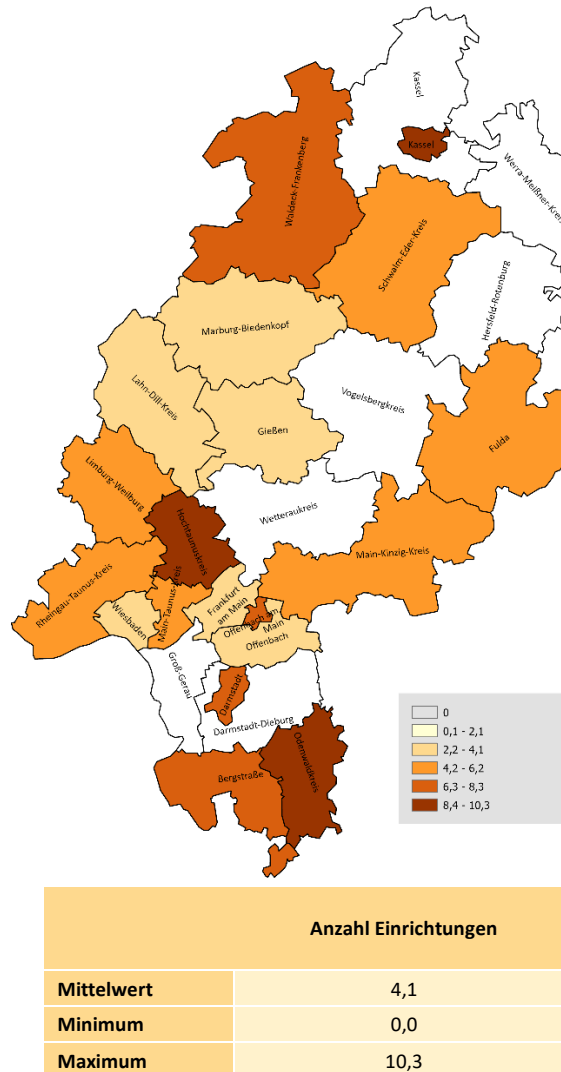 Kassel
Kassel
Werra-Meißner-Kreis
Waldeck-Frankenberg
Schwalm-Eder-Kreis
Hersfeld-Rotenburg
Marburg-Biedenkopf
Lahn-Dill-Kreis
Vogelsbergkreis
Gießen
Fulda
Limburg-Weilburg
Wetteraukreis
Hochtaunuskreis
Main-Kinzig-Kreis
Rheingau-Taunus-Kreis
Main-Taunus-Kreis
Wiesbaden
Frankfurt
am Main
Offenbach am
Main
Offenbach
Groß-Gerau
Darmstadt
Darmstadt-Dieburg
Odenwaldkreis
Bergstraße
0
0,1 - 2,1
2,2 - 4,1
4,2 - 6,2
6,3 - 8,3
8,4 - 10,3
Anzahl Einrichtungen
Mittelwert 4,1
Minimum 0,0
Maximum 10,3